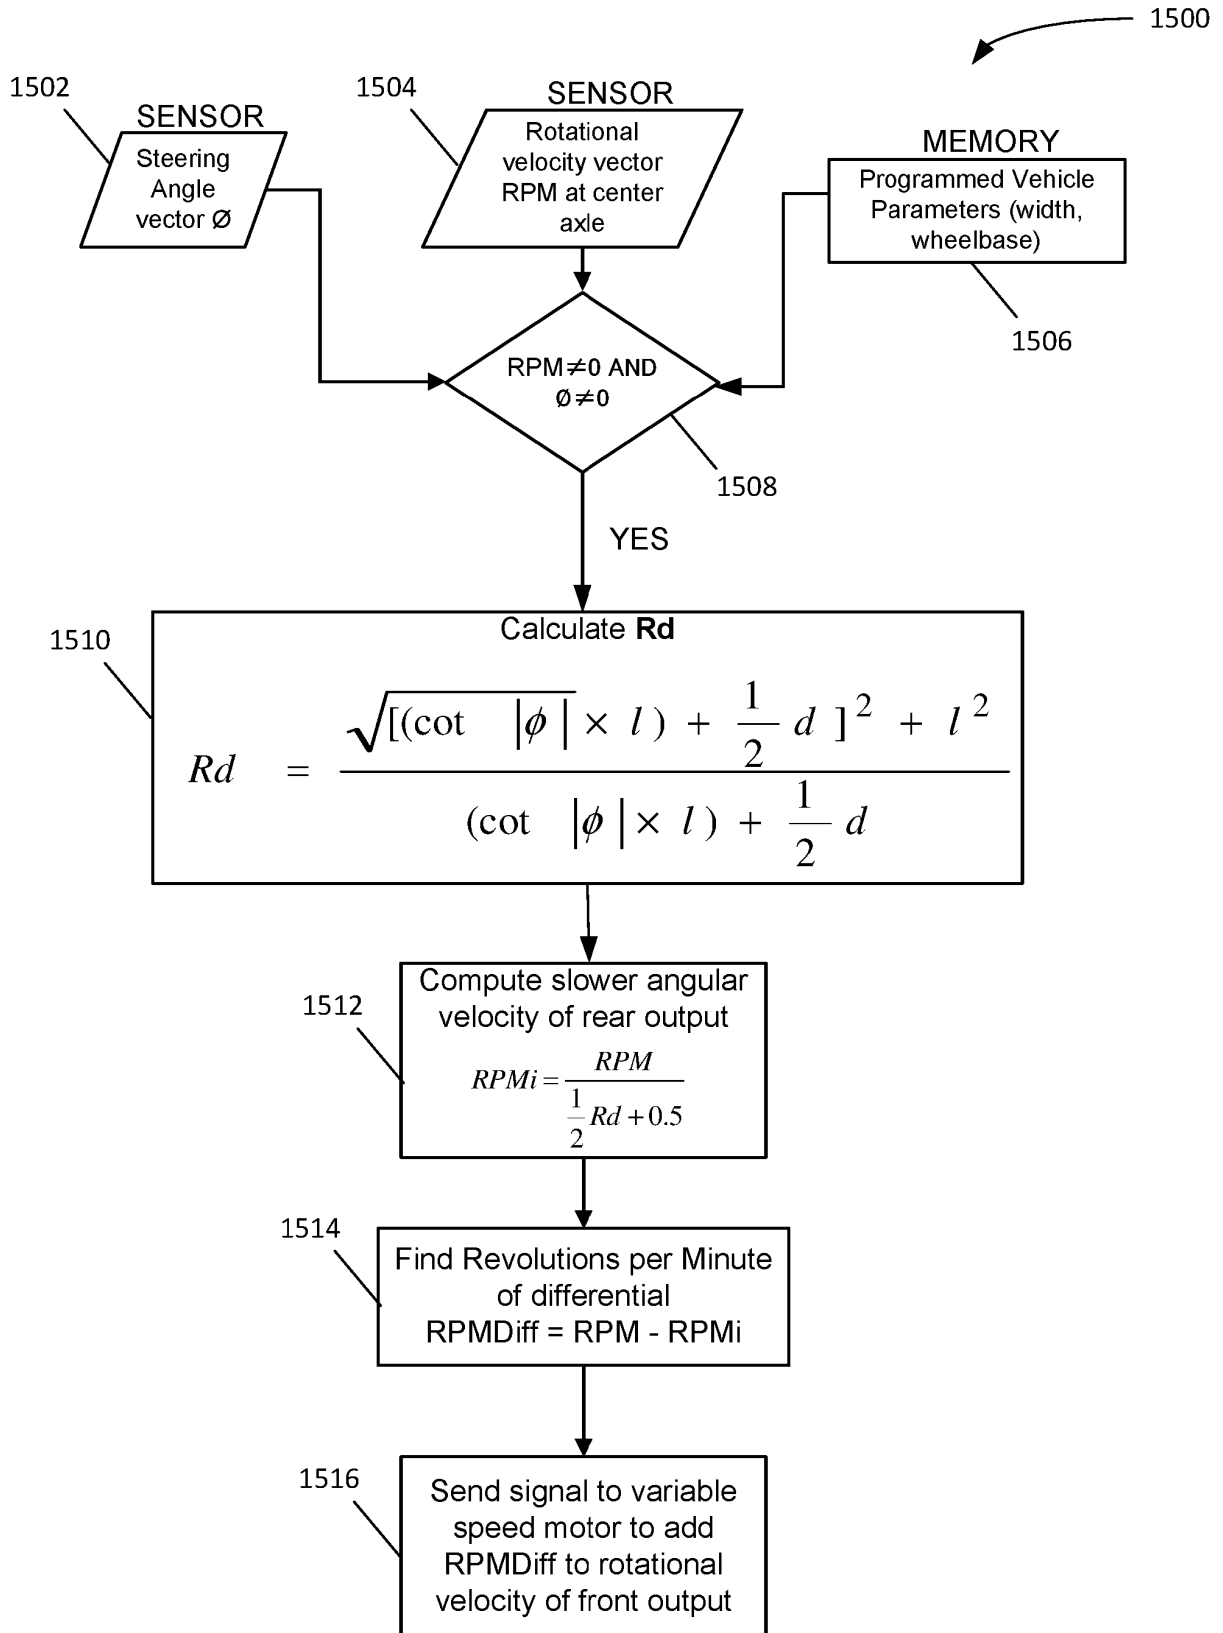 1500
1502
SENSOR
Steering
Angle
vector Ø
1504
SENSOR
Rotational
velocity vector
RPM at center
axle
MEMORY
Programmed Vehicle
Parameters (width,
wheelbase)
1506
RPM≠0 AND
Ø≠0
1508
YES
1510
Calculate Rd
Rd = √[(cot |ϕ| × l) + 1/2 d]² + l² / (cot |ϕ| × l) + 1/2 d
1512
Compute slower angular
velocity of rear output
RPMi = RPM / 1/2 Rd + 0.5
1514
Find Revolutions per Minute
of differential
RPMDiff = RPM - RPMi
1516
Send signal to variable
speed motor to add
RPMDiff to rotational
velocity of front output